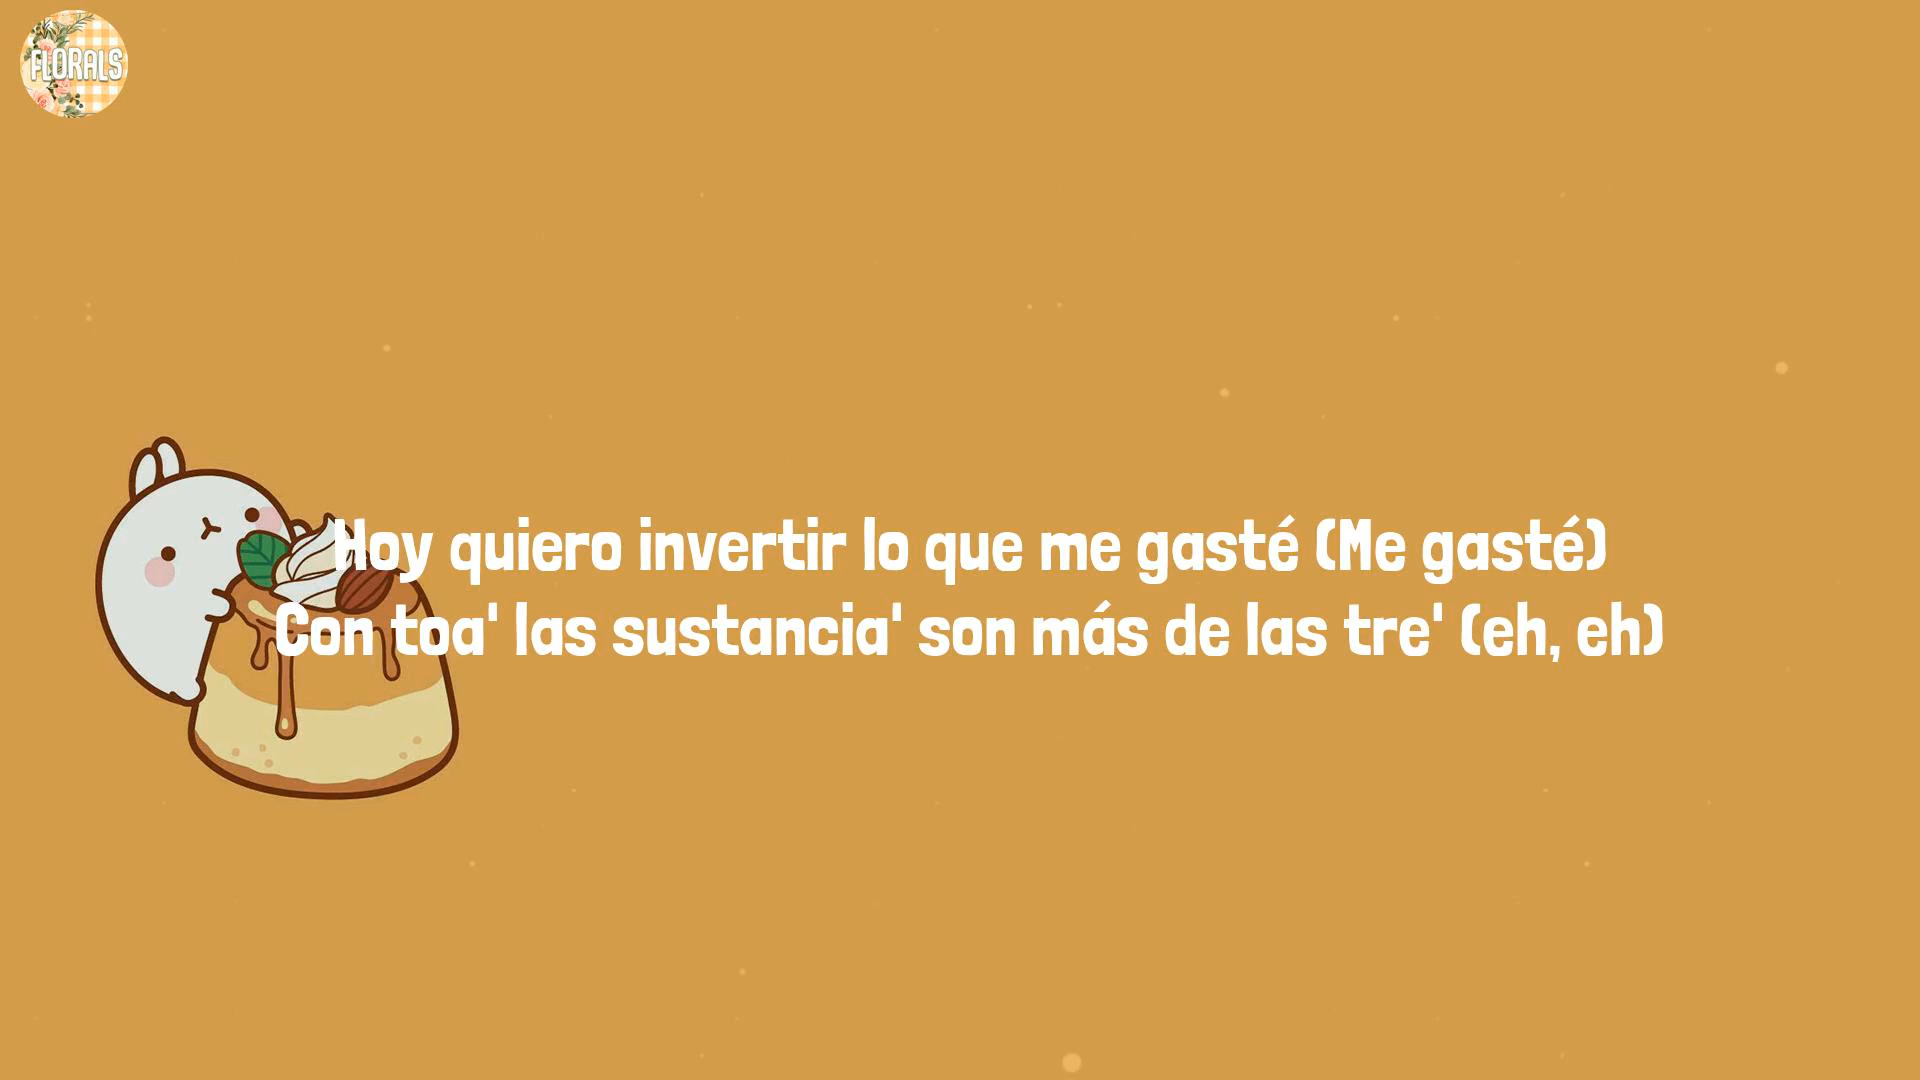 FLORALS
Hoy quiero invertir lo que me gasté (Me gasté)
Con toa' las sustancia' son más de las tre' (eh, eh)